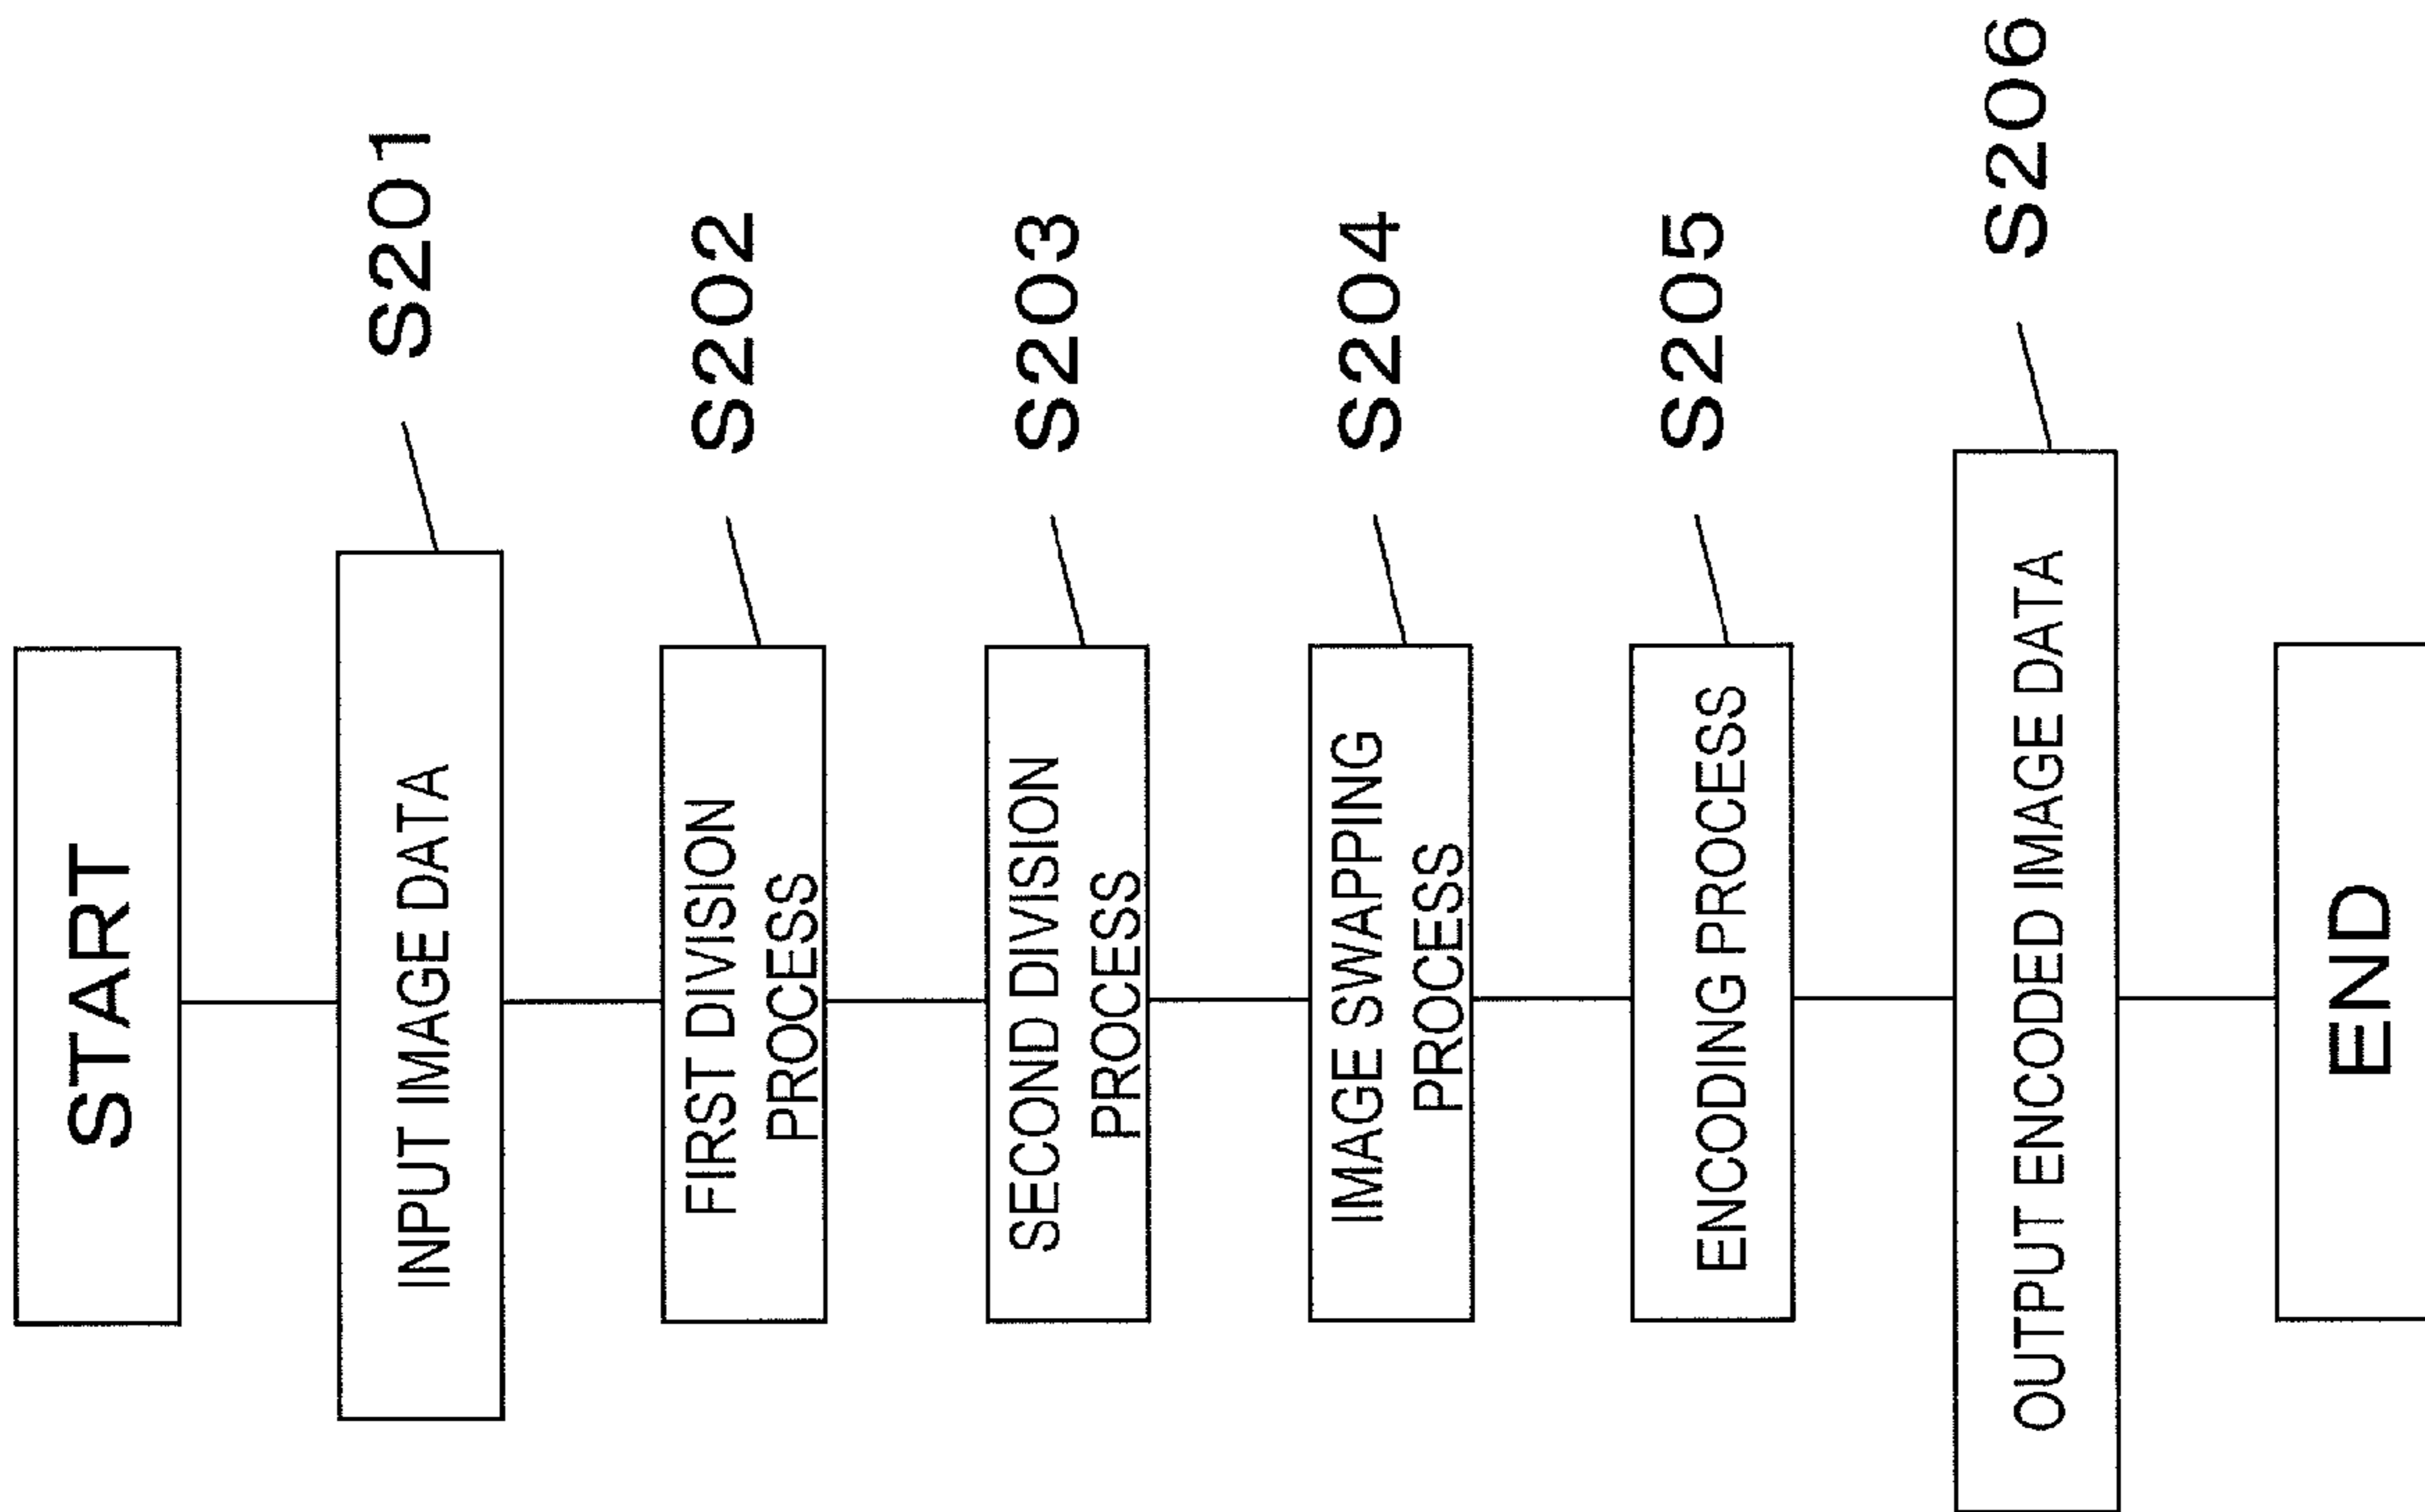 START
INPUT IMAGE DATA
S201
FIRST DIVISION
PROCESS
S202
SECOND DIVISION
PROCESS
S203
IMAGE SWAPPING
PROCESS
S204
ENCODING PROCESS
S205
OUTPUT ENCODED IMAGE DATA
S206
END